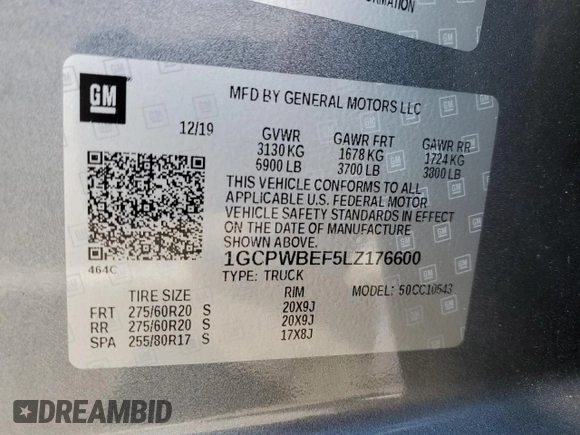 FORMATION
GM
MFD BY GENERAL MOTORS LLC
12/19 GVWR GAWR FRT GAWR RR
3130 KG 1678 KG 1724 KG
6900 LB 3700 LB 3800 LB
THIS VEHICLE CONFORMS TO ALL
APPLICABLE U.S. FEDERAL MOTOR
VEHICLE SAFETY STANDARDS IN EFFECT
ON THE DATE OF MANUFACTURE
SHOWN ABOVE.
464C 1GCPWBEF5LZ176600
TYPE: TRUCK
TIRE SIZE RIM MODEL: 50CC10543
FRT 275/60R20 S 20X9J
RR 275/60R20 S 20X9J
SPA 255/80R17 S 17X8J
DREAMBID